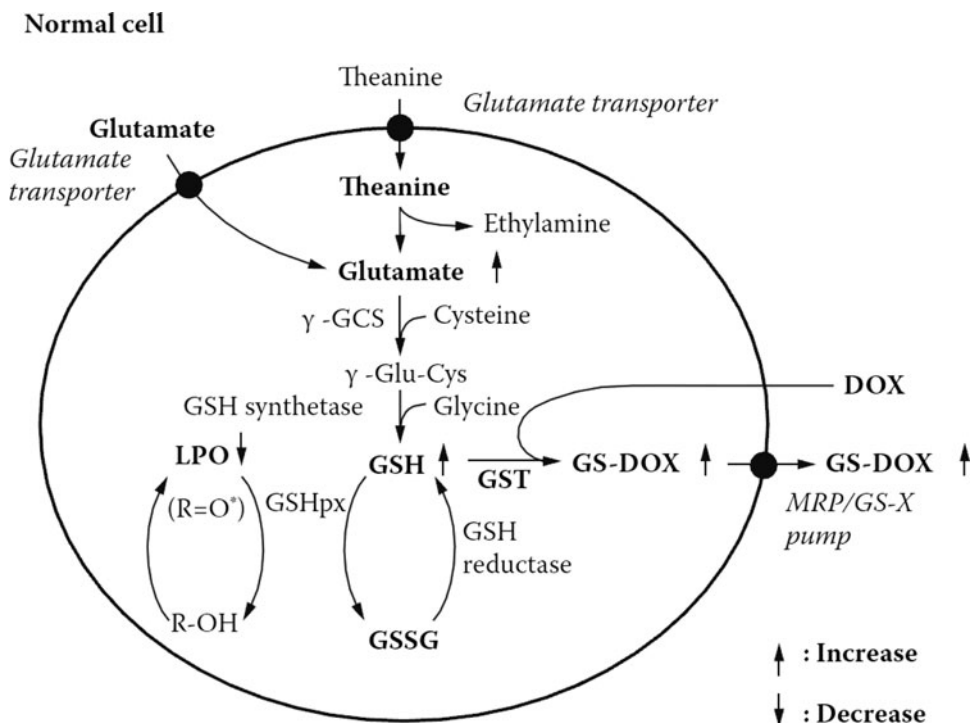 Normal cell
Theanine
Glutamate transporter
Glutamate
Glutamate
transporter
Theanine
Ethylamine
Glutamate
γ -GCS
Cysteine
γ -Glu-Cys
DOX
GSH synthetase
Glycine
LPO
GSH
GST
GS-DOX
GS-DOX
(R=O*)
GSHpx
MRP/GS-X
pump
GSH
reductase
R-OH
GSSG
: Increase
: Decrease